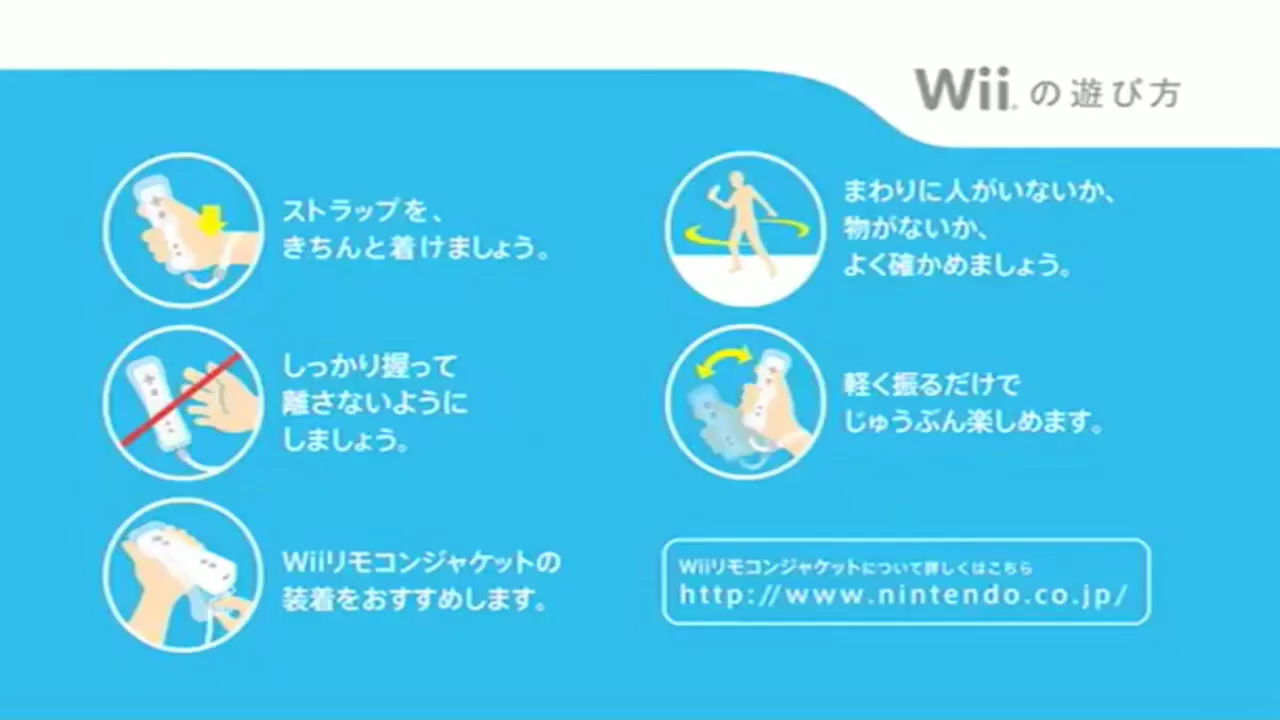 Wiiの遊び方
ストラップを、
きちんと着けましょう。
しっかり握って
離さないように
しましょう。
Wiiリモコンジャケットの
装着をおすすめします。
まわりに人がいないか、
物がないか、
よく確かめましょう。
軽く振るだけで
じゅうぶん楽しめます。
Wiiリモコンジャケットについて詳しくはこちら
http://www.nintendo.co.jp/